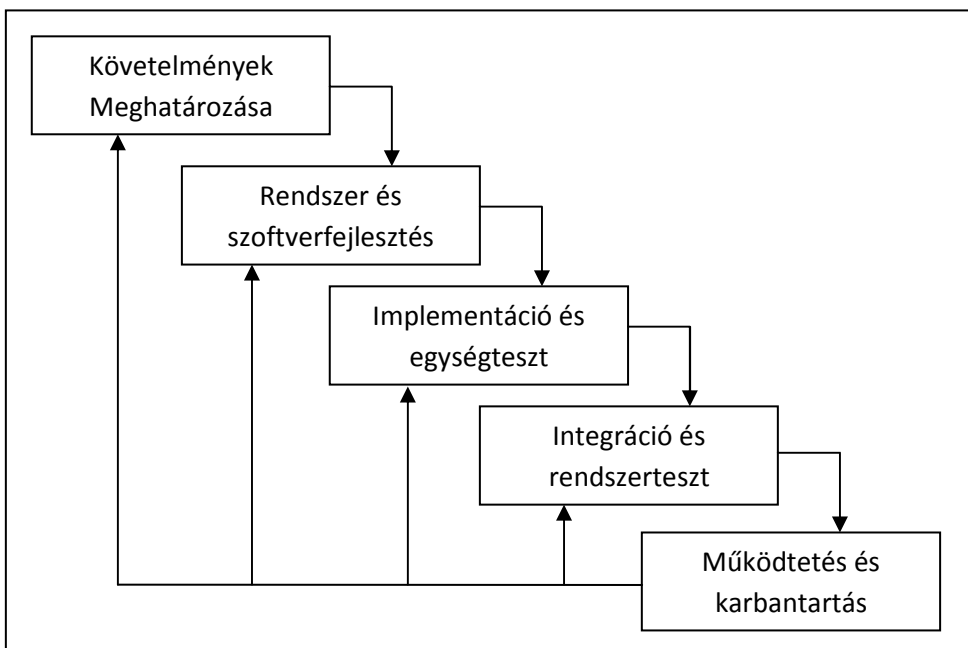 Követelmények
Meghatározása
Rendszer és
szoftverfejlesztés
Implementáció és
egységteszt
Integráció és
rendszerteszt
Működtetés és
karbantartás